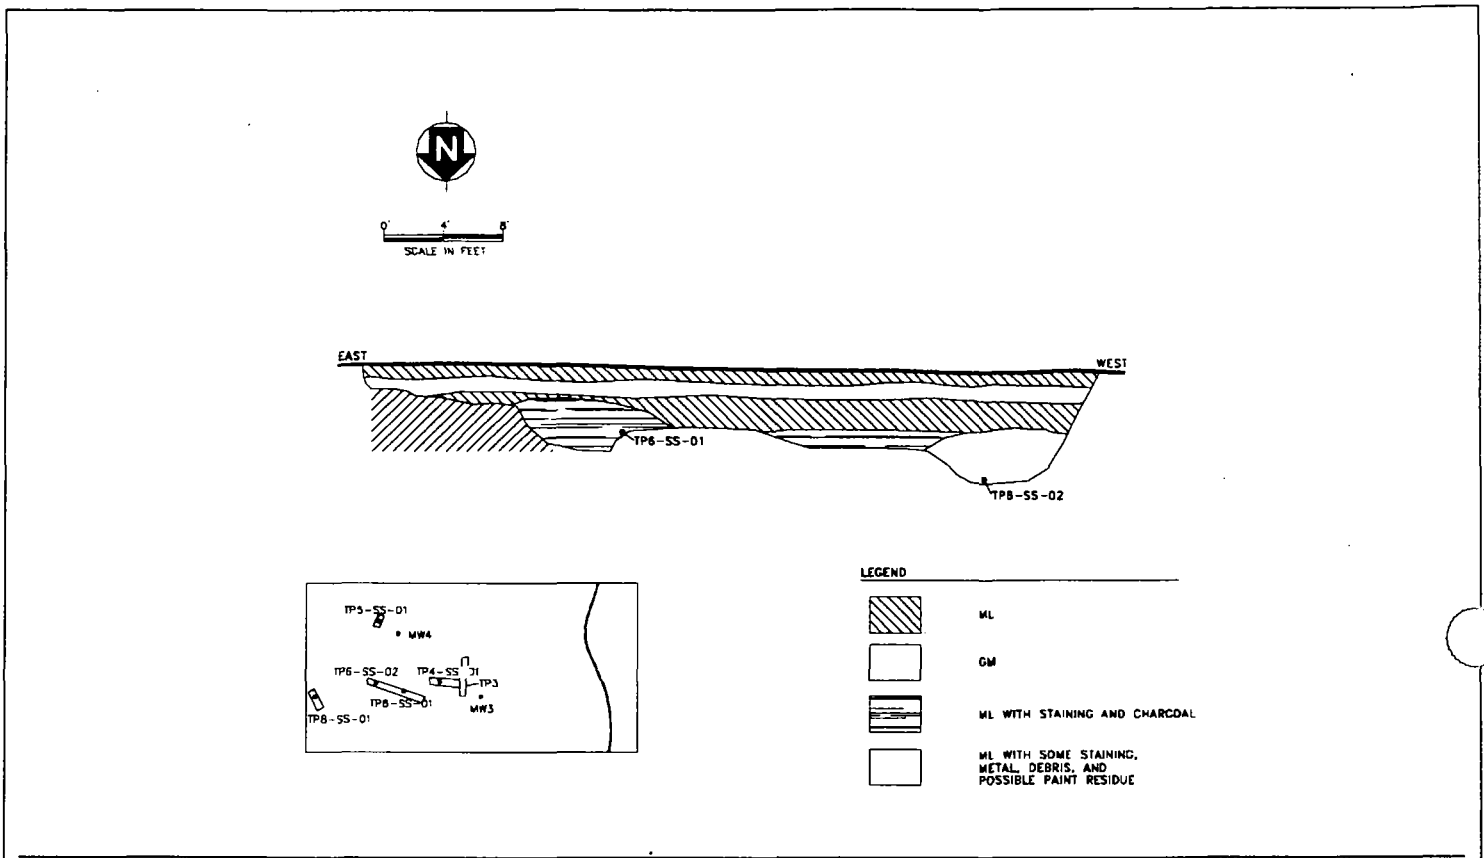 N
0' 4' 8'
SCALE IN FEET
EAST
WEST
TP6-SS-01
TP8-SS-02
TP5-SS-01
MW4
TP6-SS-02
TP4-SS-01
TP3
TP6-SS-01
MW3
TP8-SS-01
LEGEND
ML
GM
ML WITH STAINING AND CHARCOAL
ML WITH SOME STAINING,
METAL, DEBRIS, AND
POSSIBLE PAINT RESIDUE